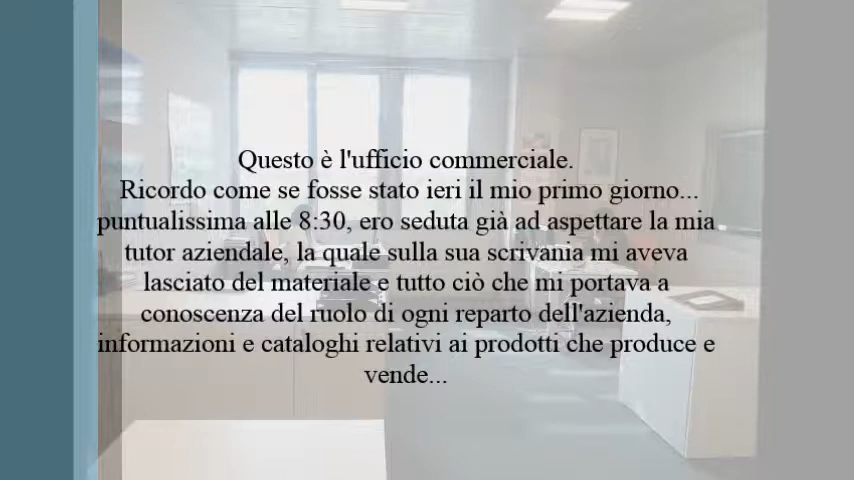 Questo è l'ufficio commerciale.
Ricordo come se fosse stato ieri il mio primo giorno...
puntualissima alle 8:30, ero seduta già ad aspettare la mia
tutor aziendale, la quale sulla sua scrivania mi aveva
lasciato del materiale e tutto ciò che mi portava a
conoscenza del ruolo di ogni reparto dell'azienda,
informazioni e cataloghi relativi ai prodotti che produce e
vende...